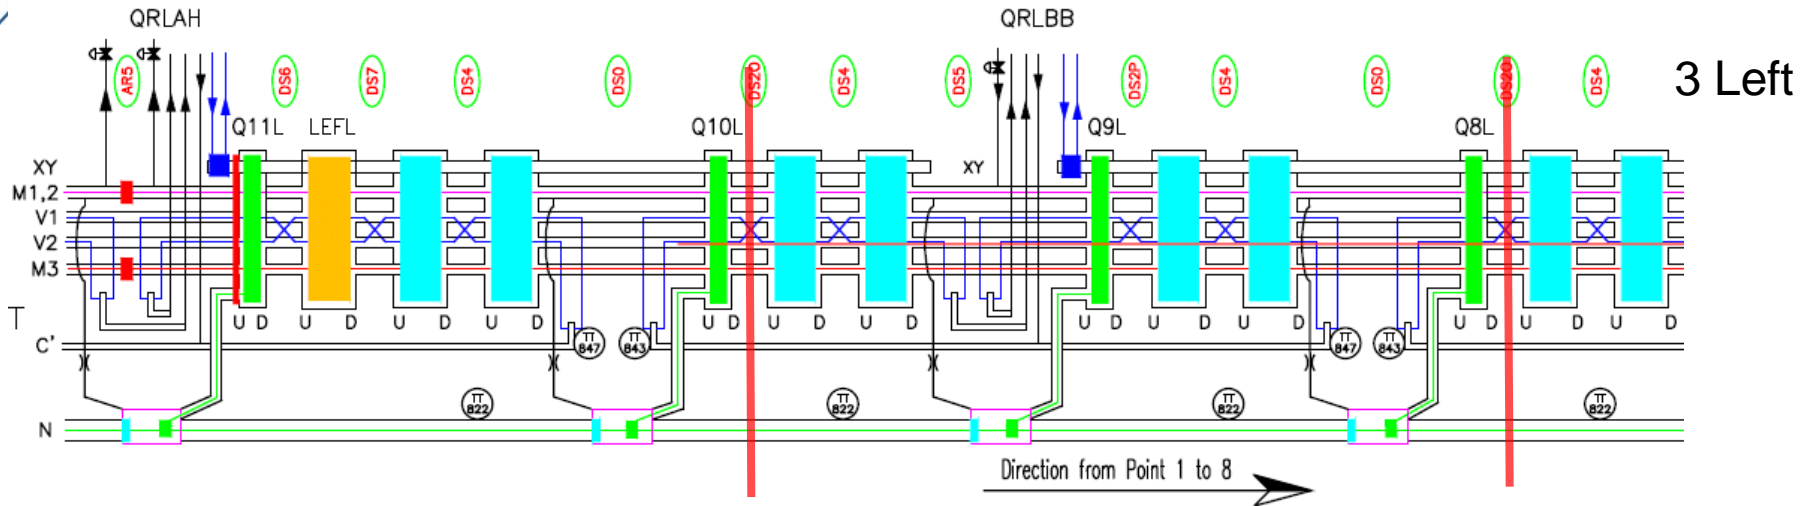 QRLAH QRLBB
AR5 DS6 DS7 DS4 DS0 DS20 DS4 DS5 DS2P DS4 DS0 DS20 DS4
3 Left
Q11L LEFL Q10L Q9L Q8L
XY XY
M1,2
V1
V2
M3
T
U D U D U D U D U D U D U D U D U D U D U D U D U D
C'
TT 847 TT 843 TT 847 TT 843
TT 822 TT 822 TT 822 TT 822
N
Direction from Point 1 to 8